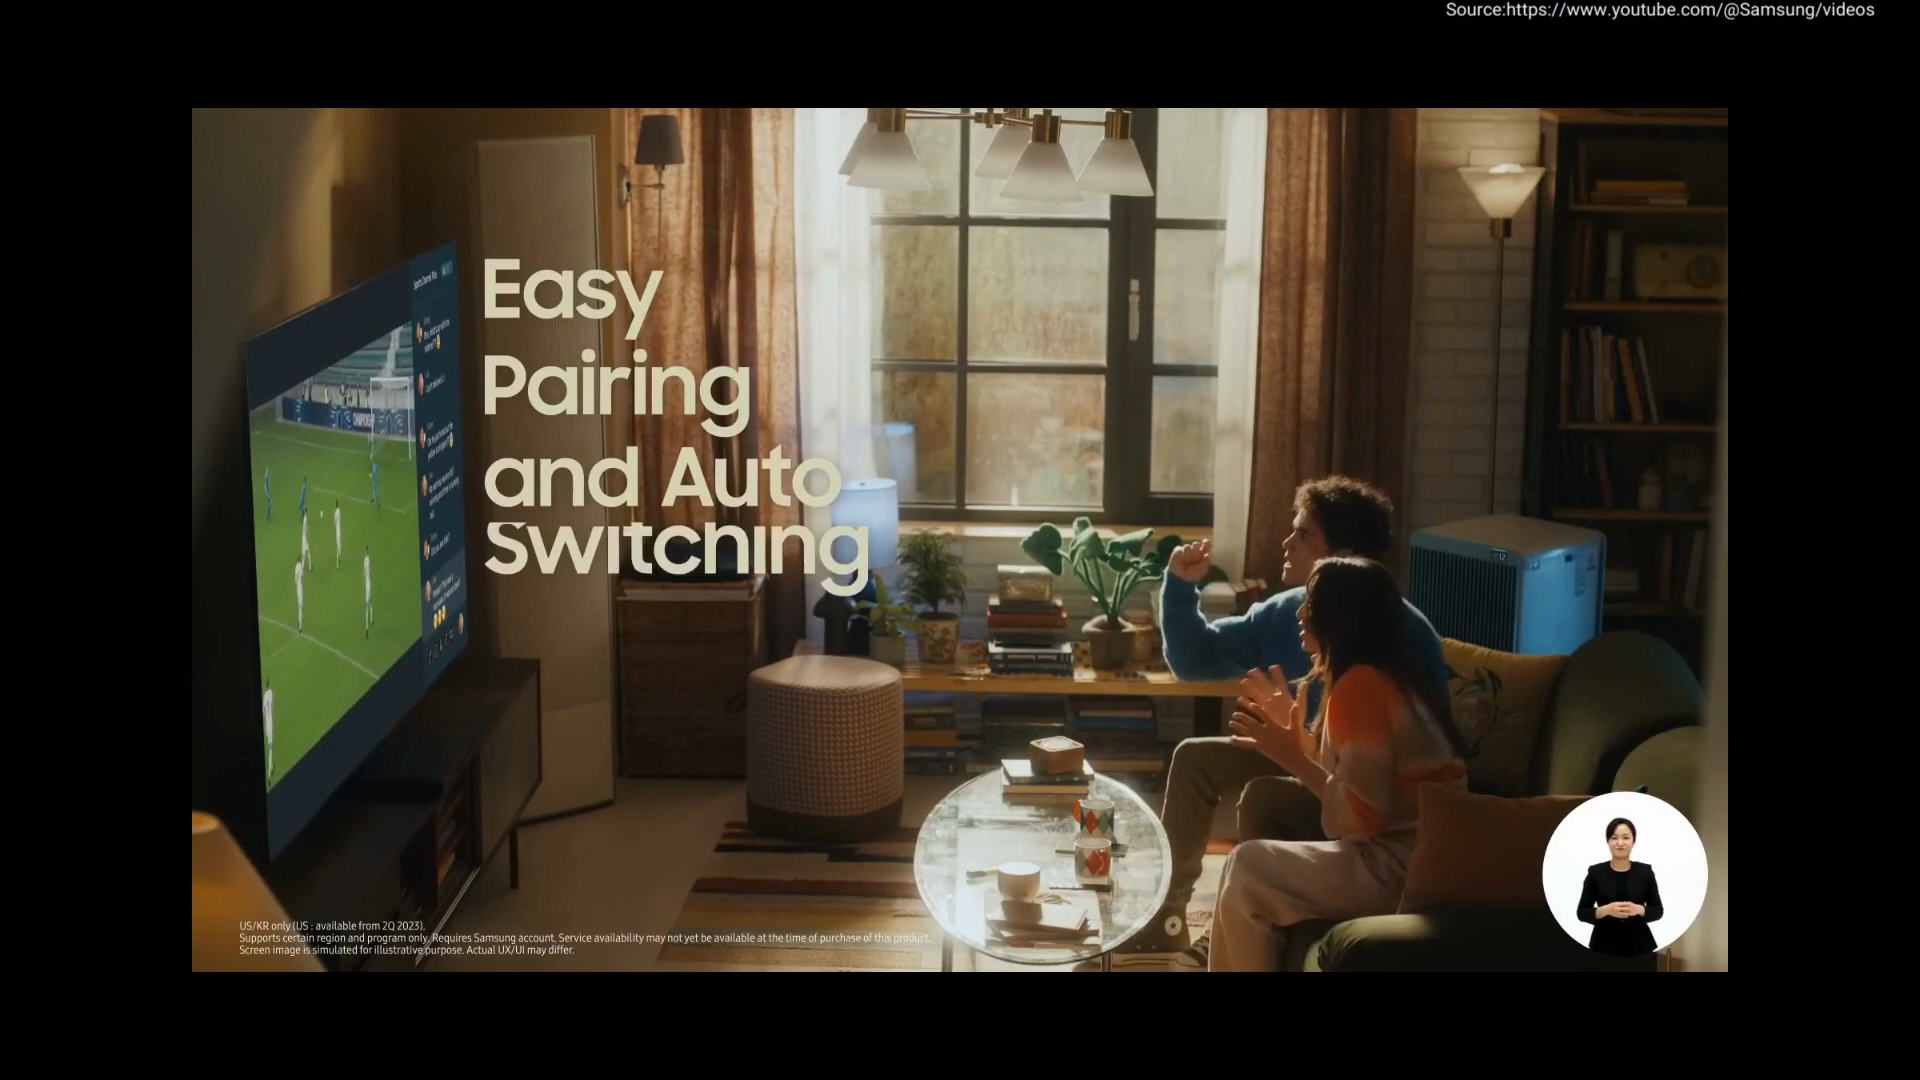 Source:https://www.youtube.com/@Samsung/videos
Easy
Pairing
and Auto
Switching
CHAMPIONSHIP
12
US/KR only (US : available from 2Q 2023).
Supports certain region and program only. Requires Samsung account. Service availability may not yet be available at the time of purchase of this product.
Screen image is simulated for illustrative purpose. Actual UX/UI may differ.